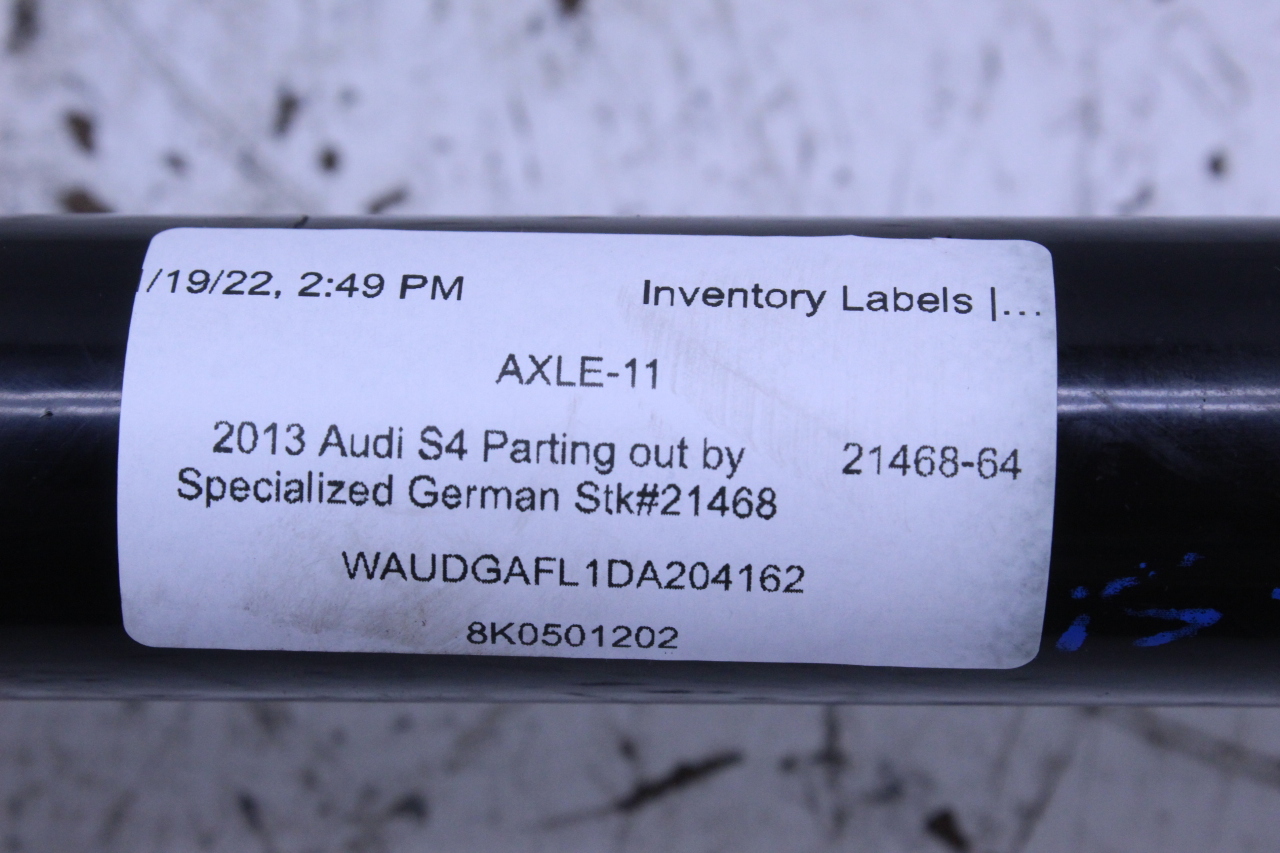 /19/22, 2:49 PM
Inventory Labels |...
AXLE-11
2013 Audi S4 Parting out by
Specialized German Stk#21468
21468-64
WAUDGAFL1DA204162
8K0501202